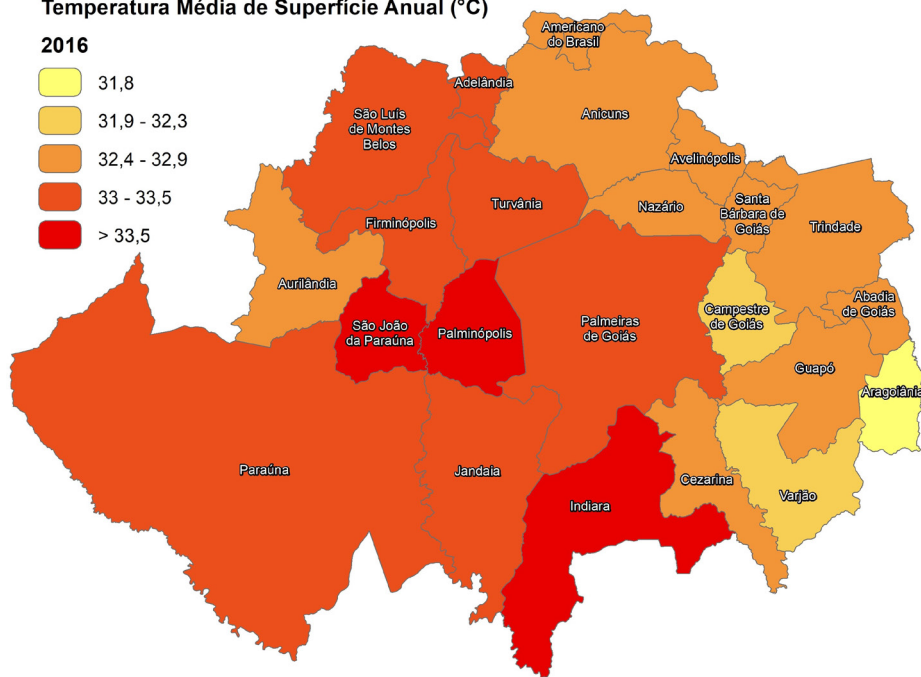 Temperatura Média de Superfície Anual (°C)
2016
31,8
31,9 - 32,3
32,4 - 32,9
33 - 33,5
> 33,5
Americano
do Brasil
Adelândia
São Luís
de Montes
Belos
Anicuns
Avelinópolis
Turvânia
Nazário
Santa
Bárbara de
Goiás
Firminópolis
Trindade
Aurilândia
Abadia
de Goiás
São João
da Paraúna
Palminópolis
Palmeiras
de Goiás
Campestre
de Goiás
Guapó
Aragoiânia
Paraúna
Jandaia
Cezarina
Indiara
Varjão